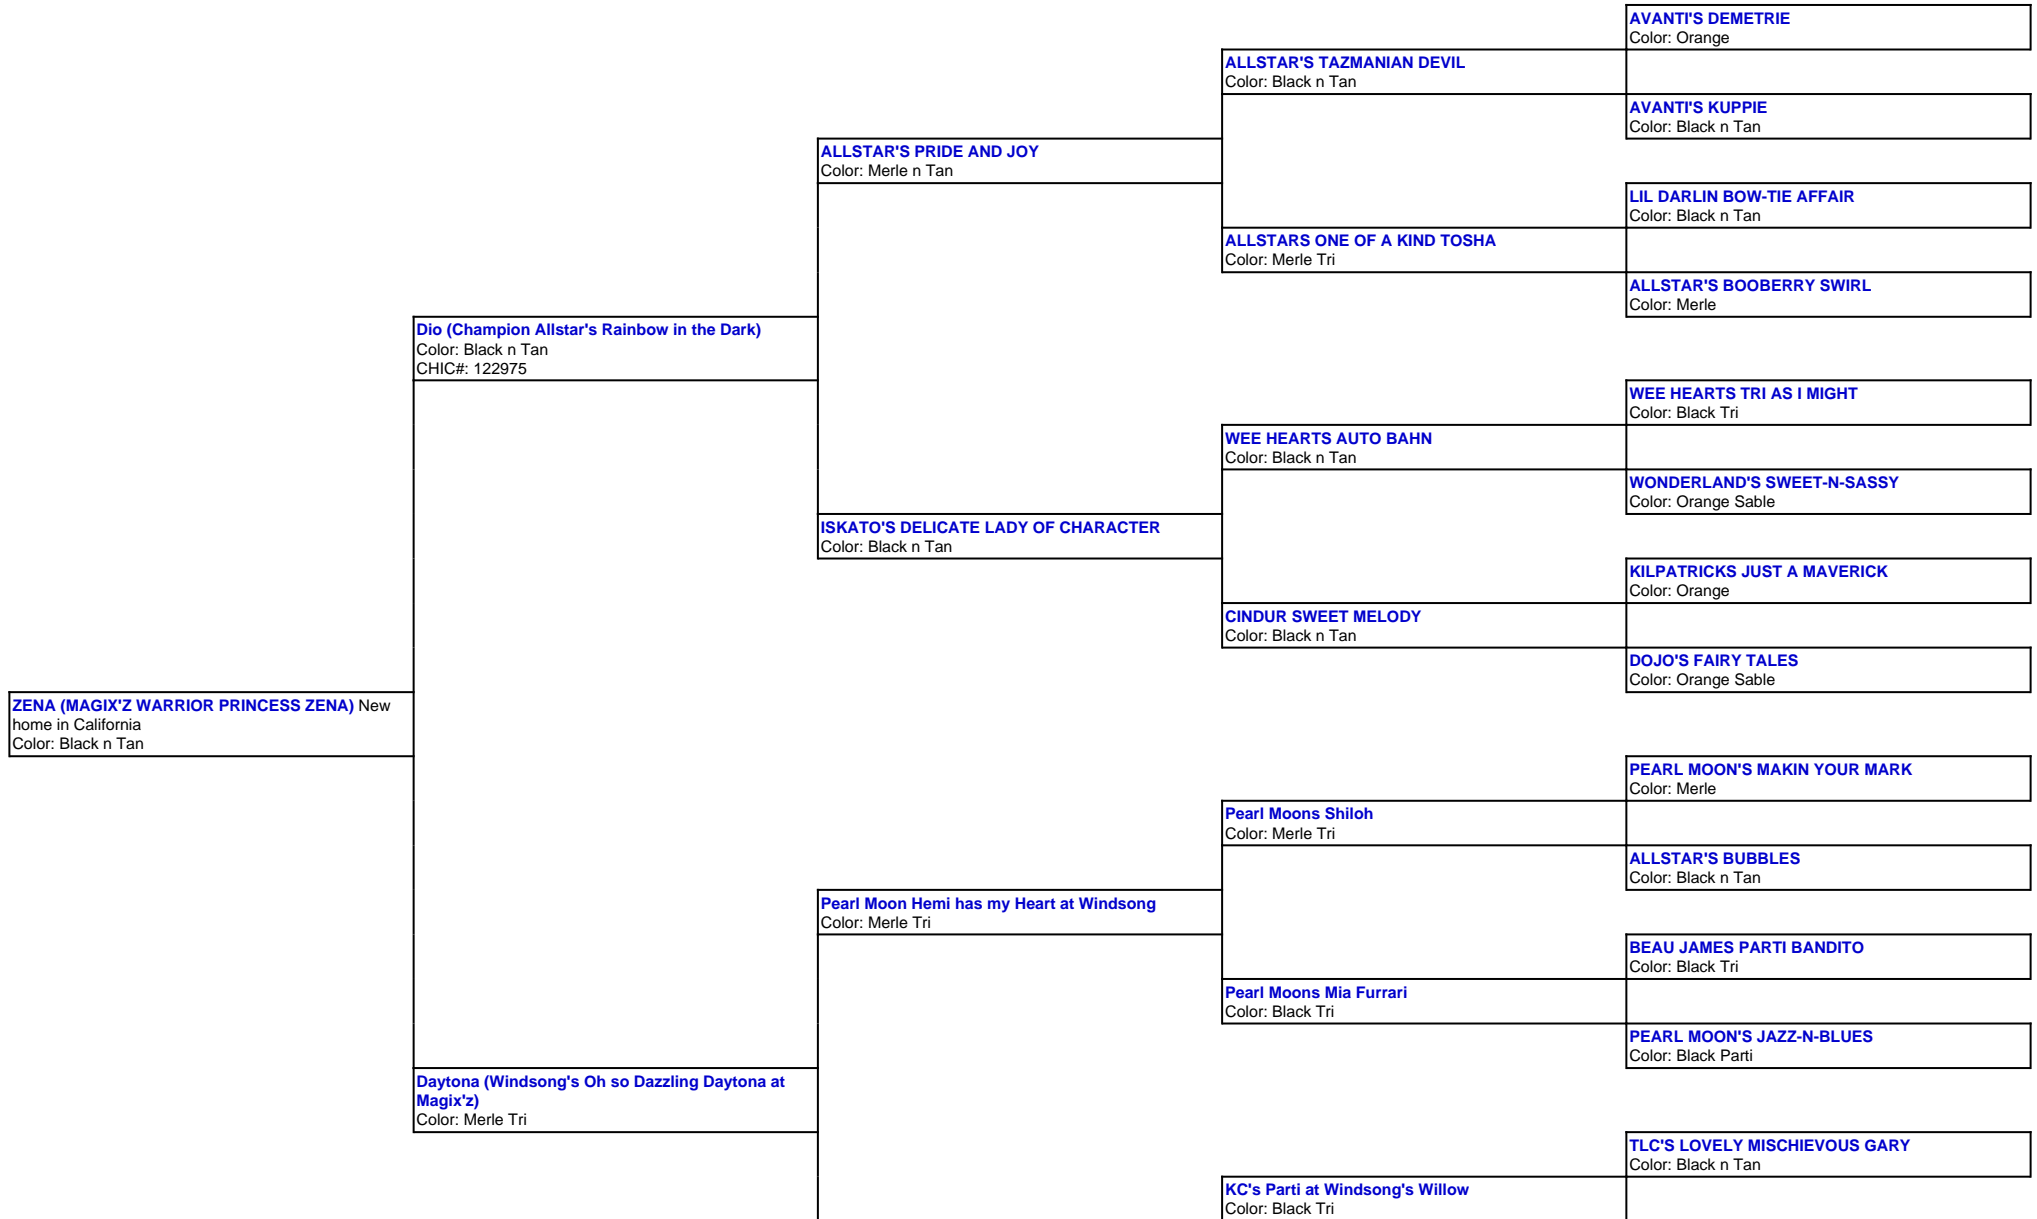 AVANTI'S DEMETRIE
Color: Orange
ALLSTAR'S TAZMANIAN DEVIL
Color: Black n Tan
AVANTI'S KUPPIE
Color: Black n Tan
ALLSTAR'S PRIDE AND JOY
Color: Merle n Tan
LIL DARLIN BOW-TIE AFFAIR
Color: Black n Tan
ALLSTARS ONE OF A KIND TOSHA
Color: Merle Tri
ALLSTAR'S BOOBERRY SWIRL
Color: Merle
Dio (Champion Allstar's Rainbow in the Dark)
Color: Black n Tan
CHIC#: 122975
WEE HEARTS TRI AS I MIGHT
Color: Black Tri
WEE HEARTS AUTO BAHN
Color: Black n Tan
WONDERLAND'S SWEET-N-SASSY
Color: Orange Sable
ISKATO'S DELICATE LADY OF CHARACTER
Color: Black n Tan
KILPATRICKS JUST A MAVERICK
Color: Orange
CINDUR SWEET MELODY
Color: Black n Tan
DOJO'S FAIRY TALES
Color: Orange Sable
ZENA (MAGIX'Z WARRIOR PRINCESS ZENA) New
home in California
Color: Black n Tan
PEARL MOON'S MAKIN YOUR MARK
Color: Merle
Pearl Moons Shiloh
Color: Merle Tri
ALLSTAR'S BUBBLES
Color: Black n Tan
Pearl Moon Hemi has my Heart at Windsong
Color: Merle Tri
BEAU JAMES PARTI BANDITO
Color: Black Tri
Pearl Moons Mia Furrari
Color: Black Tri
PEARL MOON'S JAZZ-N-BLUES
Color: Black Parti
Daytona (Windsong's Oh so Dazzling Daytona at
Magix'z)
Color: Merle Tri
TLC'S LOVELY MISCHIEVOUS GARY
Color: Black n Tan
KC's Parti at Windsong's Willow
Color: Black Tri